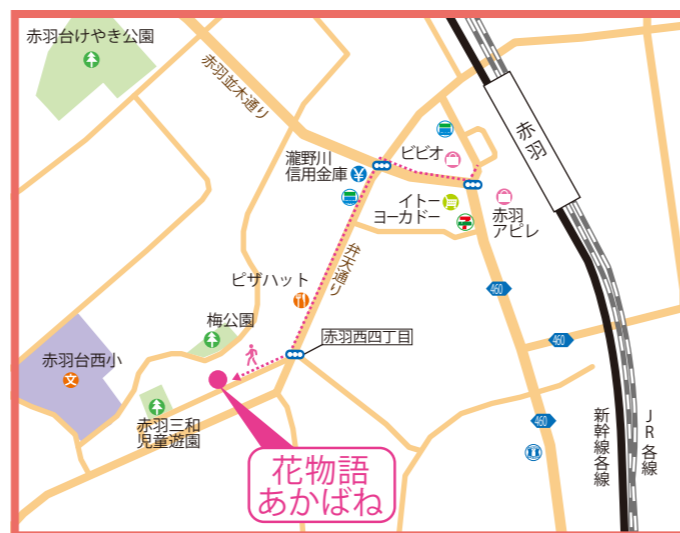 赤羽台けやき公園
赤羽並木通り
赤羽
ビビオ
瀧野川
信用金庫
イトー
ヨーカドー
赤羽
アピレ
弁天通り
ピザハット
460
梅公園
赤羽西四丁目
460
赤羽台西小
文
赤羽三和
児童遊園
460
新幹線各線
JR各線
花物語
あかばね